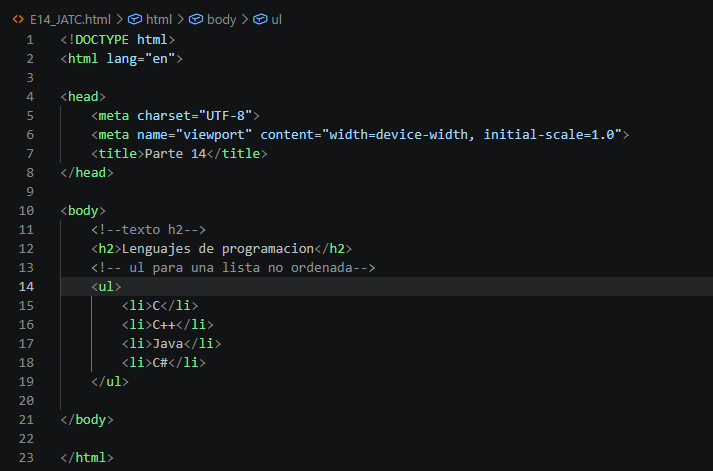 E14_JATC.html > html > body > ul
1 <!DOCTYPE html>
2 <html lang="en">
3
4 <head>
5     <meta charset="UTF-8">
6     <meta name="viewport" content="width=device-width, initial-scale=1.0">
7     <title>Parte 14</title>
8 </head>
9
10 <body>
11     <!--texto h2-->
12     <h2>Lenguajes de programacion</h2>
13     <!-- ul para una lista no ordenada-->
14     <ul>
15         <li>C</li>
16         <li>C++</li>
17         <li>Java</li>
18         <li>C#</li>
19     </ul>
20
21 </body>
22
23 </html>